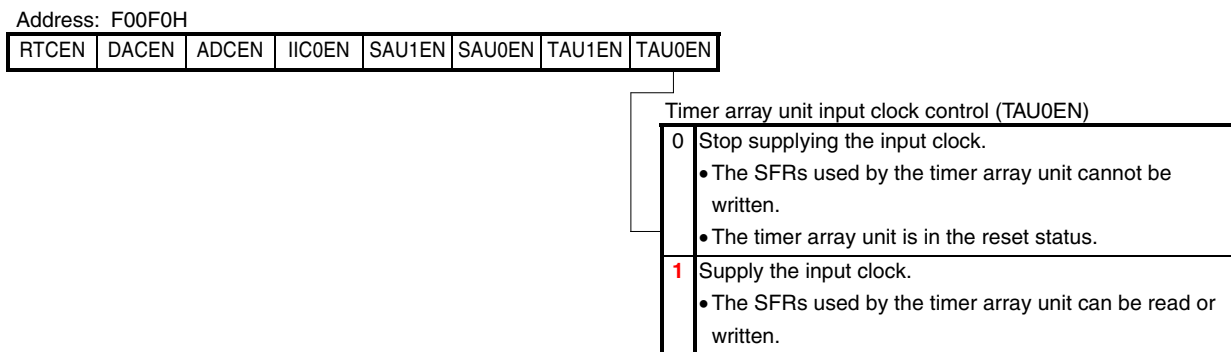 Address: F00F0H
RTCEN DACEN ADCEN IIC0EN SAU1EN SAU0EN TAU1EN TAU0EN
Timer array unit input clock control (TAU0EN)
0 Stop supplying the input clock.
• The SFRs used by the timer array unit cannot be
written.
• The timer array unit is in the reset status.
1 Supply the input clock.
• The SFRs used by the timer array unit can be read or
written.